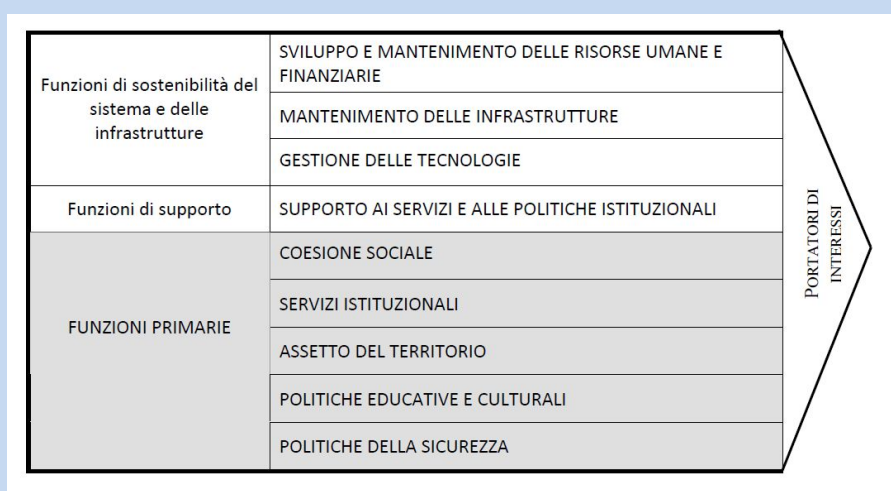 Funzioni di sostenibilità del
sistema e delle
infrastrutture
SVILUPPO E MANTENIMENTO DELLE RISORSE UMANE E
FINANZIARIE
MANTENIMENTO DELLE INFRASTRUTTURE
GESTIONE DELLE TECNOLOGIE
Funzioni di supporto
SUPPORTO AI SERVIZI E ALLE POLITICHE ISTITUZIONALI
FUNZIONI PRIMARIE
COESIONE SOCIALE
SERVIZI ISTITUZIONALI
ASSETTO DEL TERRITORIO
POLITICHE EDUCATIVE E CULTURALI
POLITICHE DELLA SICUREZZA
PORTATORI DI
INTERESSI